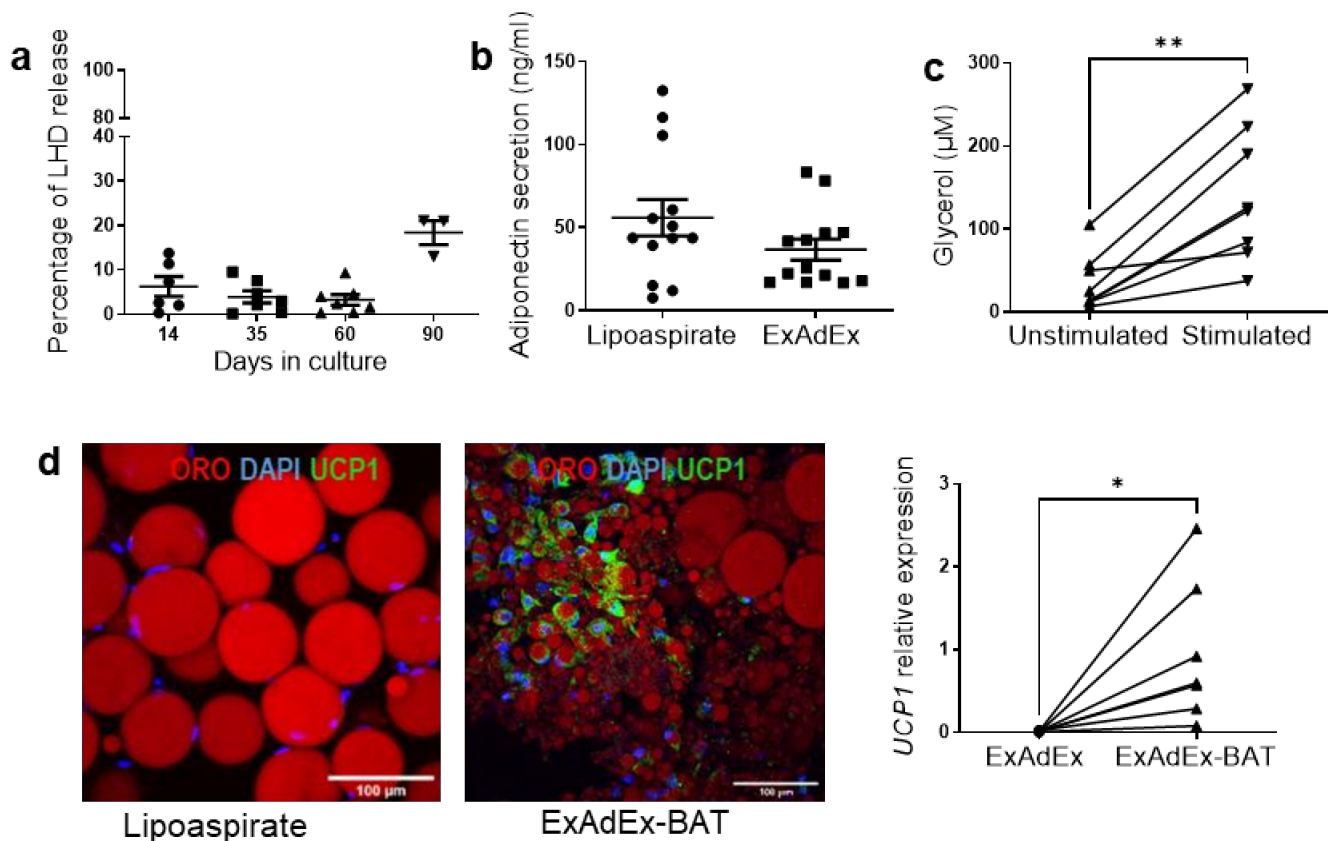 a
Percentage of LHD release
100
80
40
30
20
10
0
14 35 60 90
Days in culture
b
Adiponectin secretion (ng/ml)
150
100
50
0
Lipoaspirate ExAdEx
c
**
Glycerol (µM)
300
200
100
0
Unstimulated Stimulated
d
ORO DAPI UCP1
100 µm
Lipoaspirate
ORO DAPI UCP1
100 µm
ExAdEx-BAT
*
UCP1 relative expression
3
2
1
0
ExAdEx ExAdEx-BAT